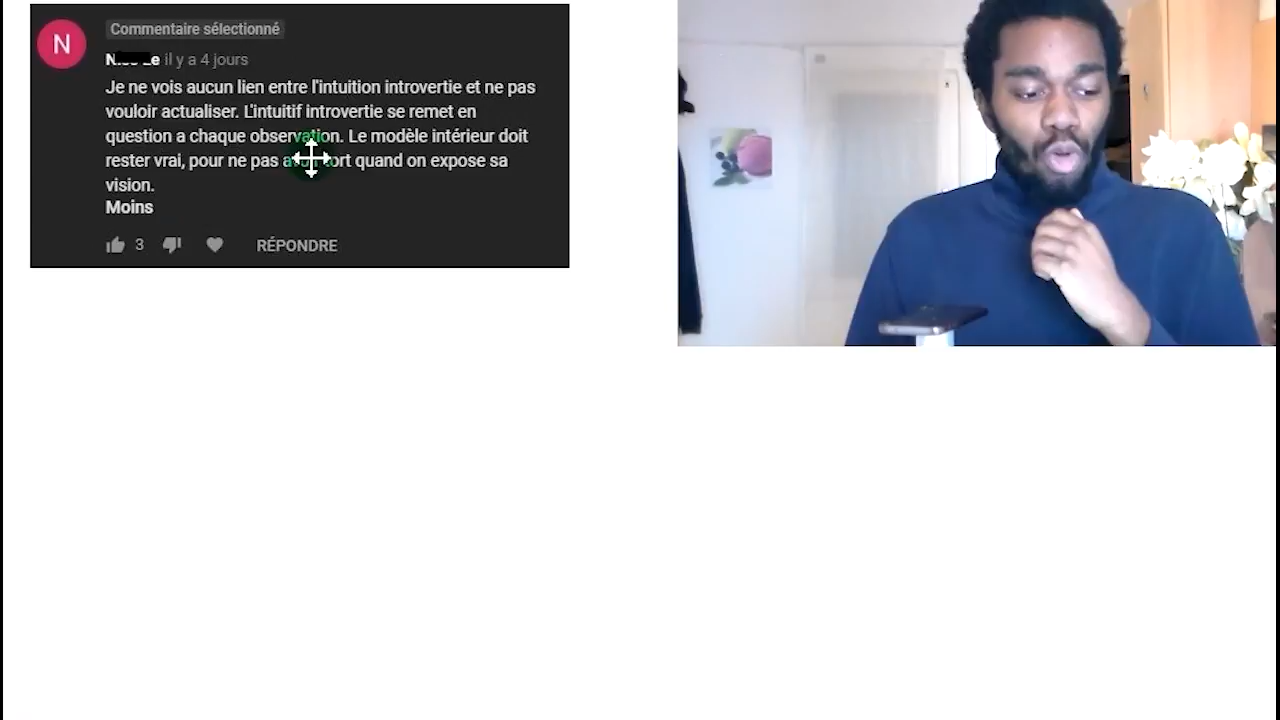 N
Commentaire sélectionné
il y a 4 jours
Je ne vois aucun lien entre l'intuition introvertie et ne pas
vouloir actualiser. L'intuitif introvertie se remet en
question a chaque observation. Le modèle intérieur doit
rester vrai, pour ne pas quand on expose sa
vision.
Moins
3
RÉPONDRE